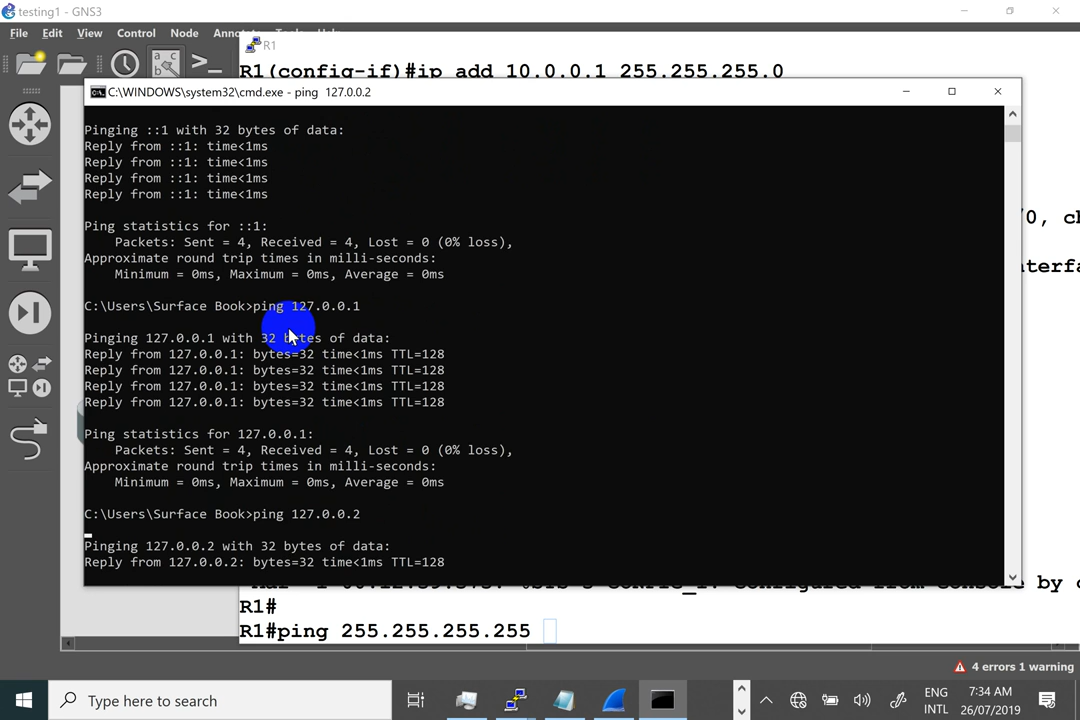 testing1 - GNS3
File Edit View Control Node
R1
R1(config-if)#ip add 10.0.0.1 255.255.255.0
C:\WINDOWS\system32\cmd.exe - ping 127.0.0.2
Pinging ::1 with 32 bytes of data:
Reply from ::1: time<1ms
Reply from ::1: time<1ms
Reply from ::1: time<1ms
Reply from ::1: time<1ms
Ping statistics for ::1:
Packets: Sent = 4, Received = 4, Lost = 0 (0% loss),
Approximate round trip times in milli-seconds:
Minimum = 0ms, Maximum = 0ms, Average = 0ms
C:\Users\Surface Book>ping 127.0.0.1
Pinging 127.0.0.1 with 32 bytes of data:
Reply from 127.0.0.1: bytes=32 time<1ms TTL=128
Reply from 127.0.0.1: bytes=32 time<1ms TTL=128
Reply from 127.0.0.1: bytes=32 time<1ms TTL=128
Reply from 127.0.0.1: bytes=32 time<1ms TTL=128
Ping statistics for 127.0.0.1:
Packets: Sent = 4, Received = 4, Lost = 0 (0% loss),
Approximate round trip times in milli-seconds:
Minimum = 0ms, Maximum = 0ms, Average = 0ms
C:\Users\Surface Book>ping 127.0.0.2
Pinging 127.0.0.2 with 32 bytes of data:
Reply from 127.0.0.2: bytes=32 time<1ms TTL=128
/0, ch
by
R1#
R1#ping 255.255.255.255
4 errors 1 warning
Type here to search
ENG
INTL
7:34 AM
26/07/2019